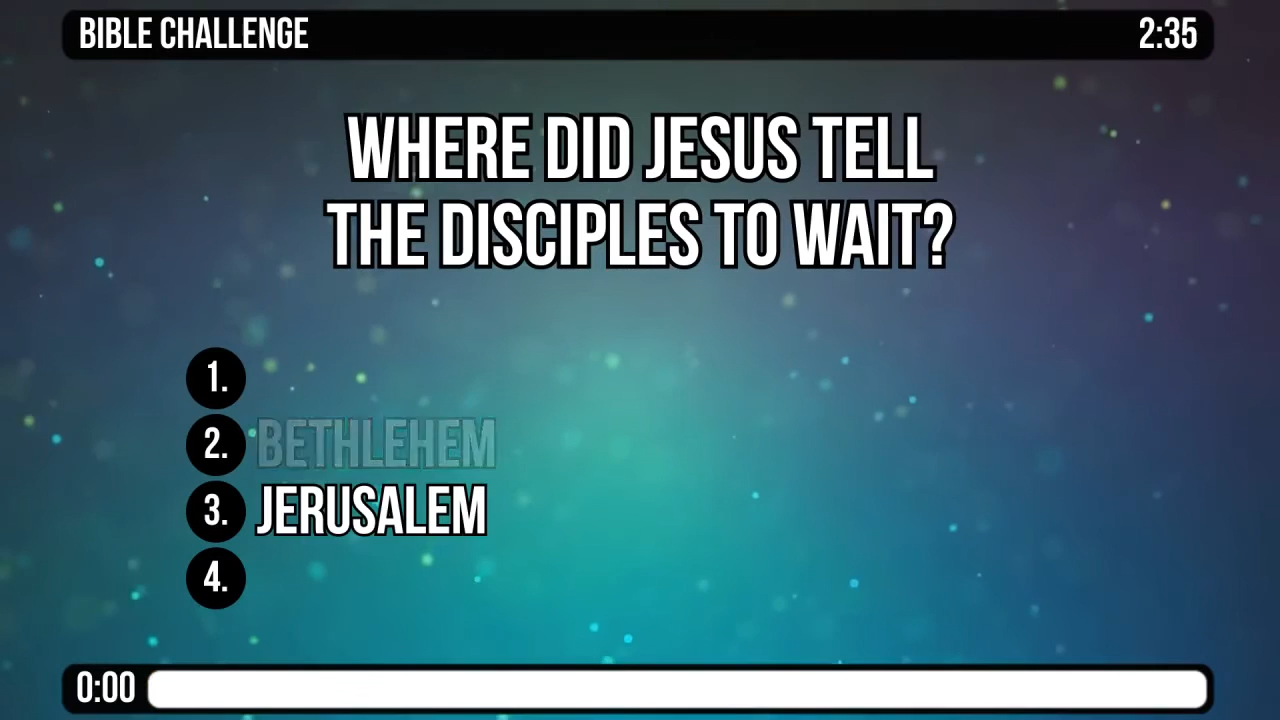 BIBLE CHALLENGE 2:35
WHERE DID JESUS TELL
THE DISCIPLES TO WAIT?
1.
2. BETHLEHEM
3. JERUSALEM
4.
0:00